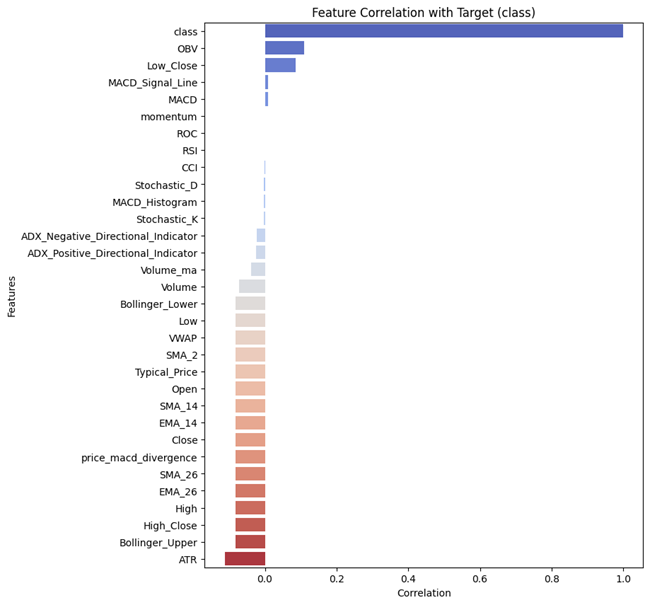 Feature Correlation with Target (class)
class
OBV
Low_Close
MACD_Signal_Line
MACD
momentum
ROC
RSI
CCI
Stochastic_D
MACD_Histogram
Stochastic_K
ADX_Negative_Directional_Indicator
ADX_Positive_Directional_Indicator
Volume_ma
Volume
Bollinger_Lower
Low
VWAP
SMA_2
Typical_Price
Open
SMA_14
EMA_14
Close
price_macd_divergence
SMA_26
EMA_26
High
High_Close
Bollinger_Upper
ATR
Features
0.0 0.2 0.4 0.6 0.8 1.0
Correlation